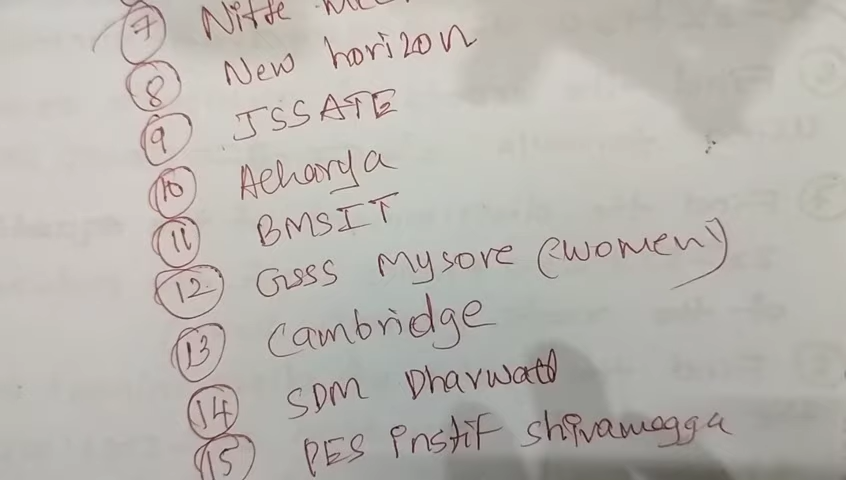 7 Nitte
8 New horizon
9 JSSATE
10 Acharya
11 BMSIT
12 GSSS Mysore (women)
13 Cambridge
14 SDM Dharwad
15 PES instit shivamogga